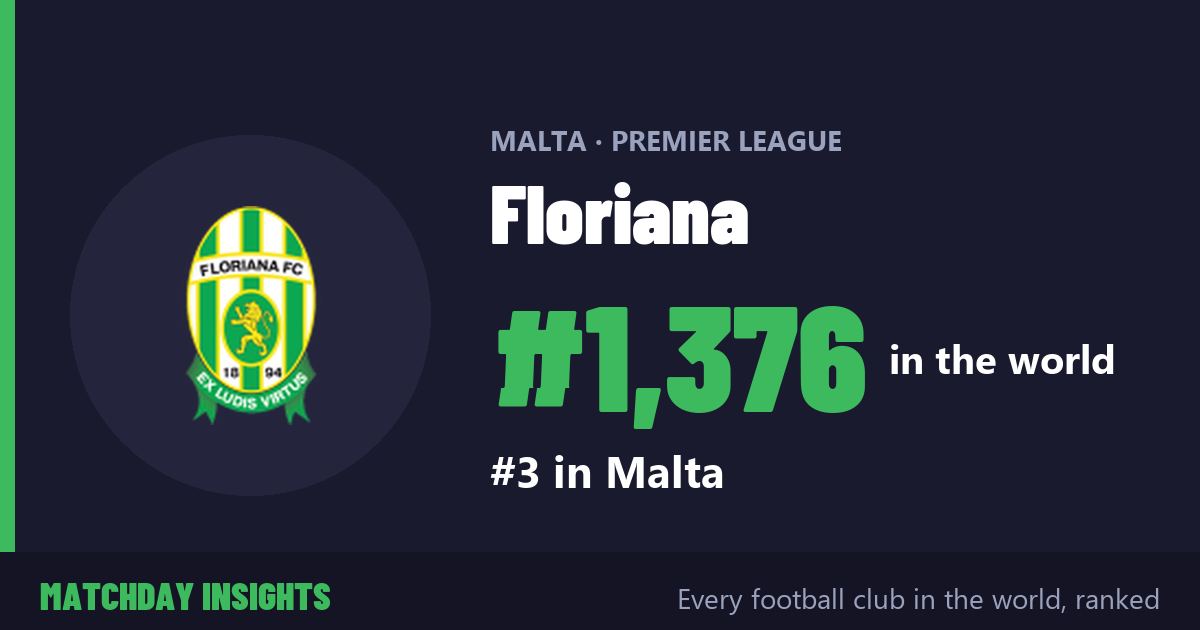 MALTA · PREMIER LEAGUE
Floriana
#1,376 in the world
#3 in Malta
FLORIANA FC
18 94
EX LUDIS VIRTUS
MATCHDAY INSIGHTS
Every football club in the world, ranked